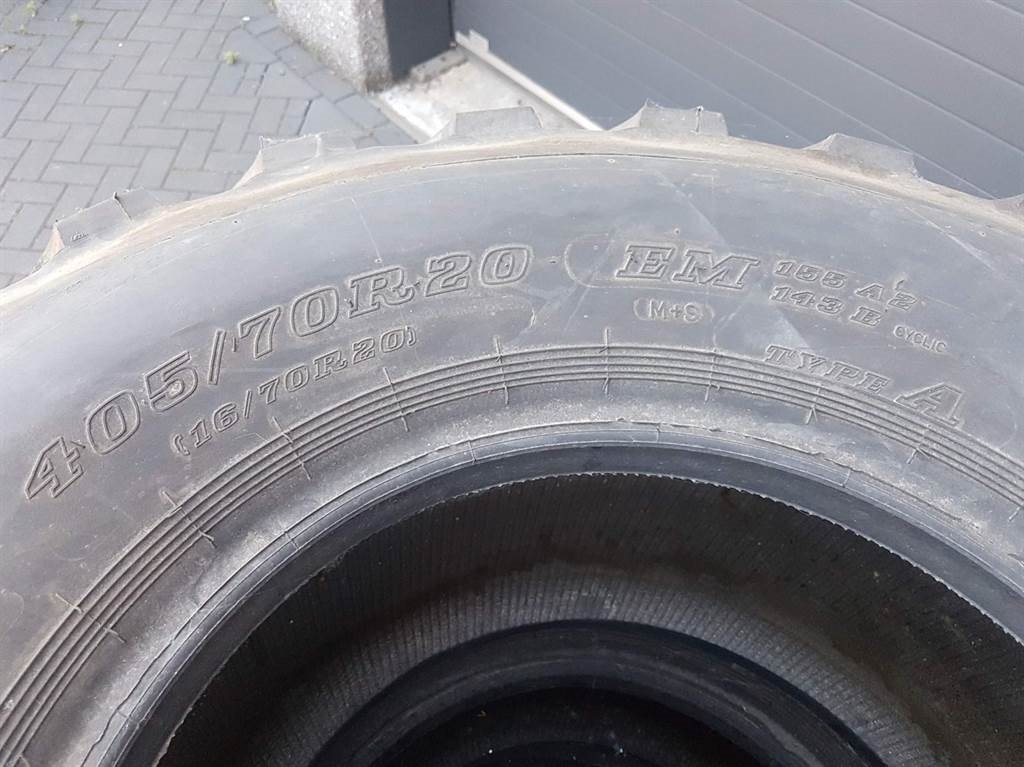 405/70R20
(16/70R20)
EM
155 A2
143 E CYCLIC
M+S
TYPE A